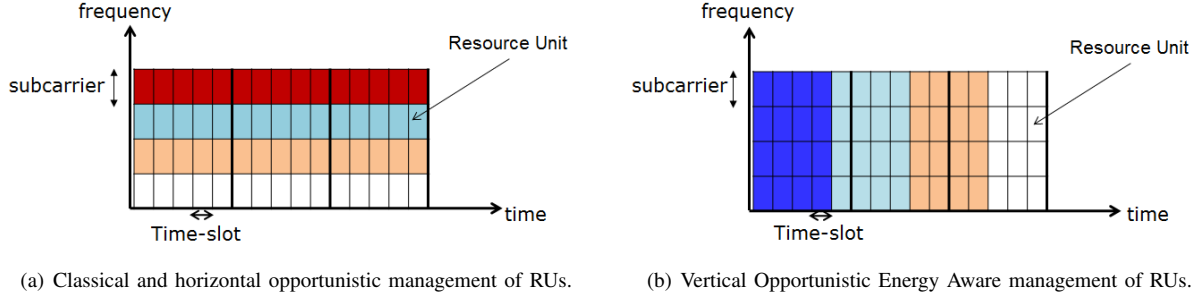 frequency
Resource Unit
subcarrier
time
Time-slot
(a) Classical and horizontal opportunistic management of RUs.
frequency
Resource Unit
subcarrier
time
Time-slot
(b) Vertical Opportunistic Energy Aware management of RUs.